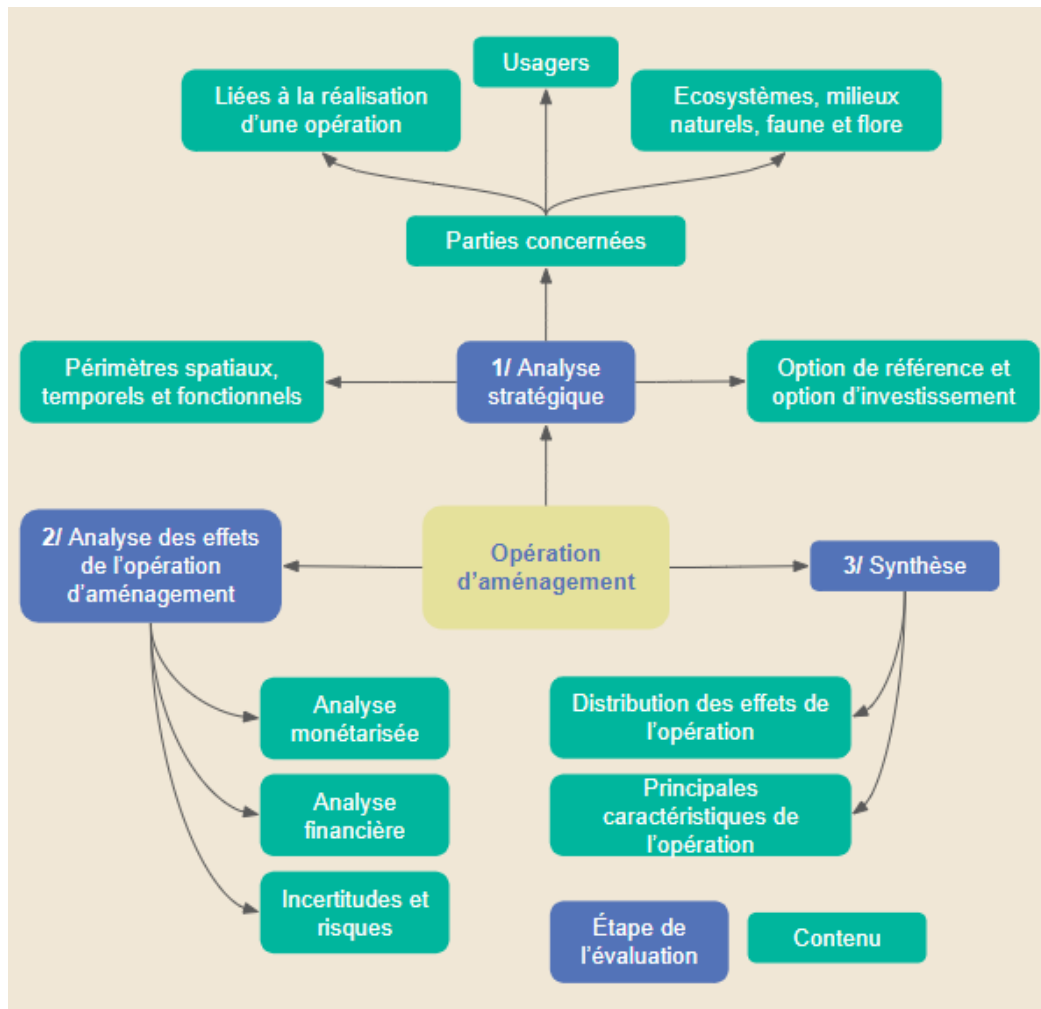 Usagers
Liées à la réalisation
d’une opération
Ecosystèmes, milieux
naturels, faune et flore
Parties concernées
Périmètres spatiaux,
temporels et fonctionnels
1/ Analyse
stratégique
Option de référence et
option d’investissement
2/ Analyse des effets
de l’opération
d’aménagement
Opération
d’aménagement
3/ Synthèse
Analyse
monétarisée
Analyse
financière
Incertitudes et
risques
Distribution des effets de
l’opération
Principales
caractéristiques de
l’opération
Étape de
l’évaluation
Contenu